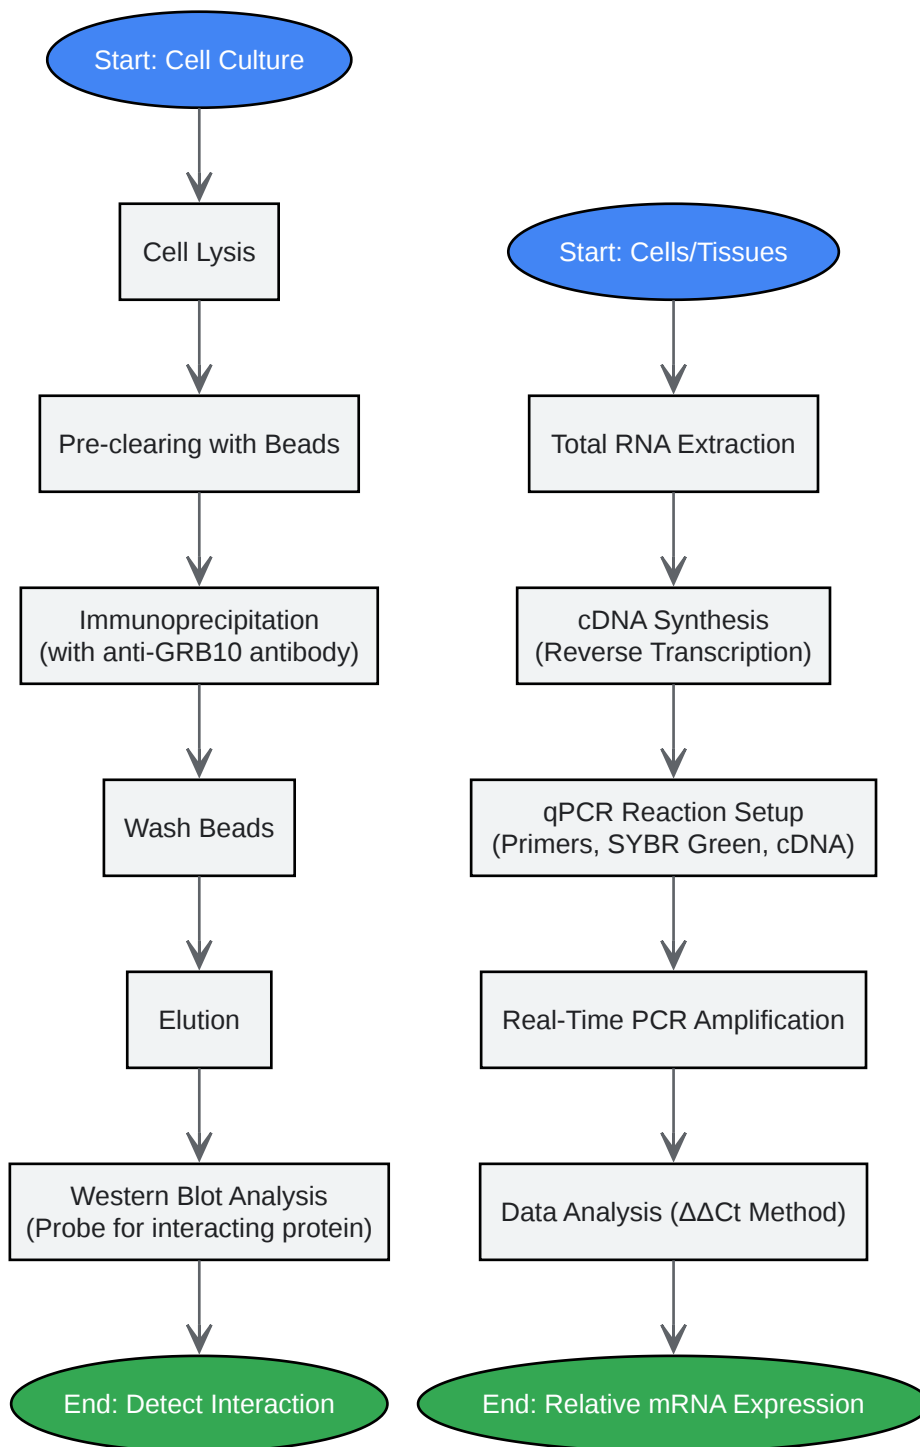 Start: Cell Culture
Cell Lysis
Pre-clearing with Beads
Immunoprecipitation
(with anti-GRB10 antibody)
Wash Beads
Elution
Western Blot Analysis
(Probe for interacting protein)
End: Detect Interaction
Start: Cells/Tissues
Total RNA Extraction
cDNA Synthesis
(Reverse Transcription)
qPCR Reaction Setup
(Primers, SYBR Green, cDNA)
Real-Time PCR Amplification
Data Analysis (ΔΔCt Method)
End: Relative mRNA Expression